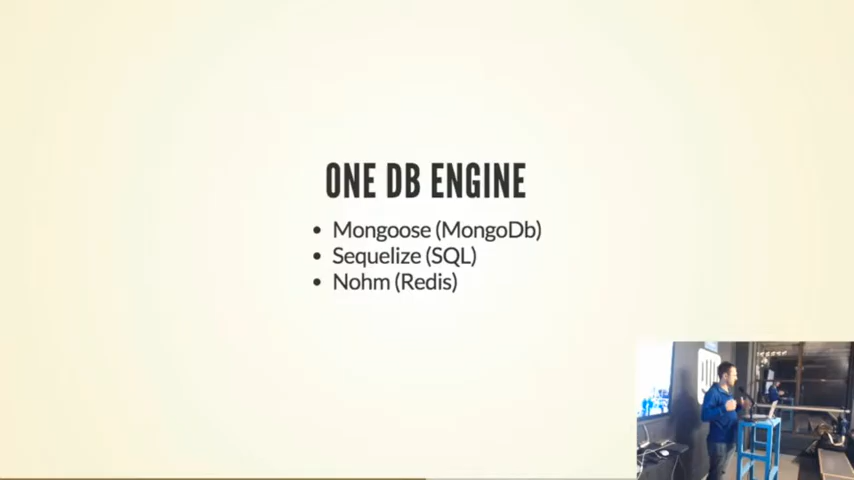 ONE DB ENGINE
Mongoose (MongoDb)
Sequelize (SQL)
Nohm (Redis)